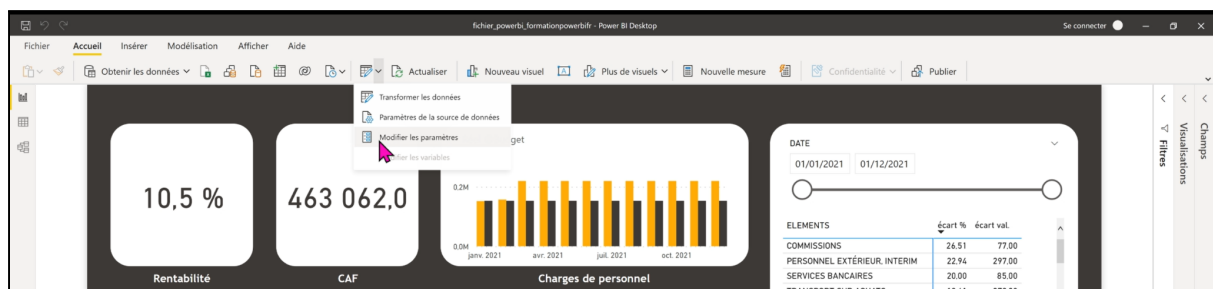 fichier_powerbi_formationpowerbifr - Power BI Desktop
Se connecter
Fichier Accueil Insérer Modélisation Afficher Aide
Obtenir les données Actualiser Nouveau visuel Plus de visuels Nouvelle mesure Confidentialité Publier
Transformer les données
Paramètres de la source de données
Modifier les paramètres
les variables
10,5 %
Rentabilité
463 062,0
CAF
0.2M
0.0M
janv. 2021 avr. 2021 juil. 2021 oct. 2021
Charges de personnel
DATE
01/01/2021 01/12/2021
ELEMENTS écart % écart val.
COMMISSIONS 26.51 77,00
PERSONNEL EXTÉRIEUR, INTERIM 22.94 297,00
SERVICES BANCAIRES 20.00 85,00
Filtres
Visualisations
Champs